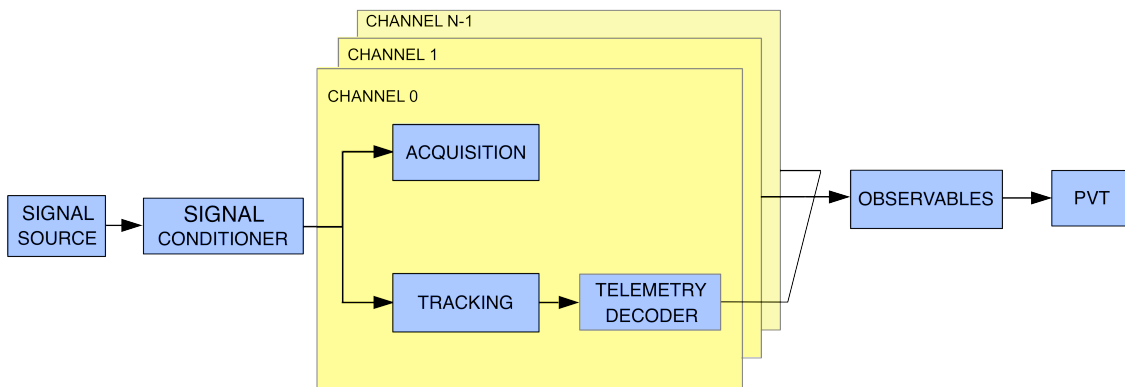 CHANNEL N-1
CHANNEL 1
CHANNEL 0
ACQUISITION
SIGNAL
SOURCE
SIGNAL
CONDITIONER
TRACKING
TELEMETRY
DECODER
OBSERVABLES
PVT